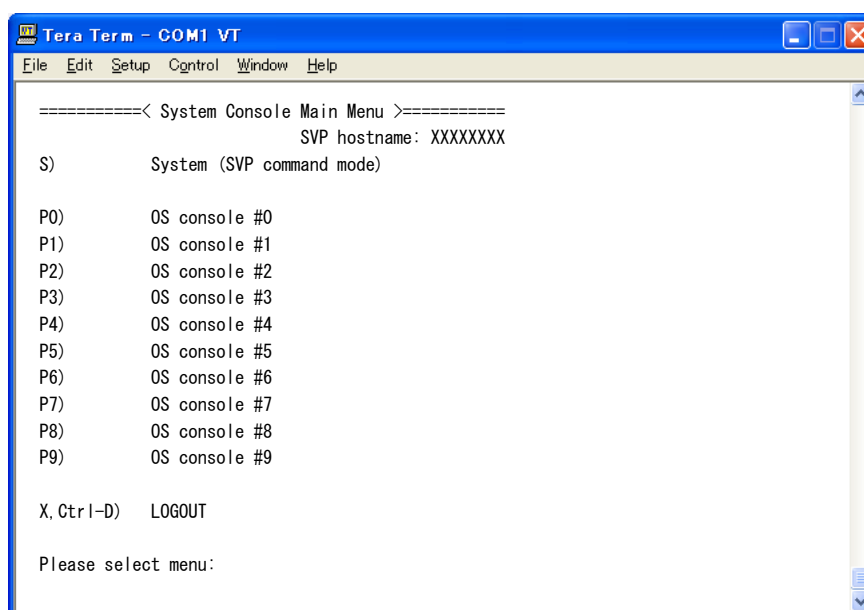 Tera Term - COM1 VT
File Edit Setup Control Window Help
===========< System Console Main Menu >===========
SVP hostname: XXXXXXXX
S) System (SVP command mode)
P0) OS console #0
P1) OS console #1
P2) OS console #2
P3) OS console #3
P4) OS console #4
P5) OS console #5
P6) OS console #6
P7) OS console #7
P8) OS console #8
P9) OS console #9
X,Ctrl-D) LOGOUT
Please select menu: